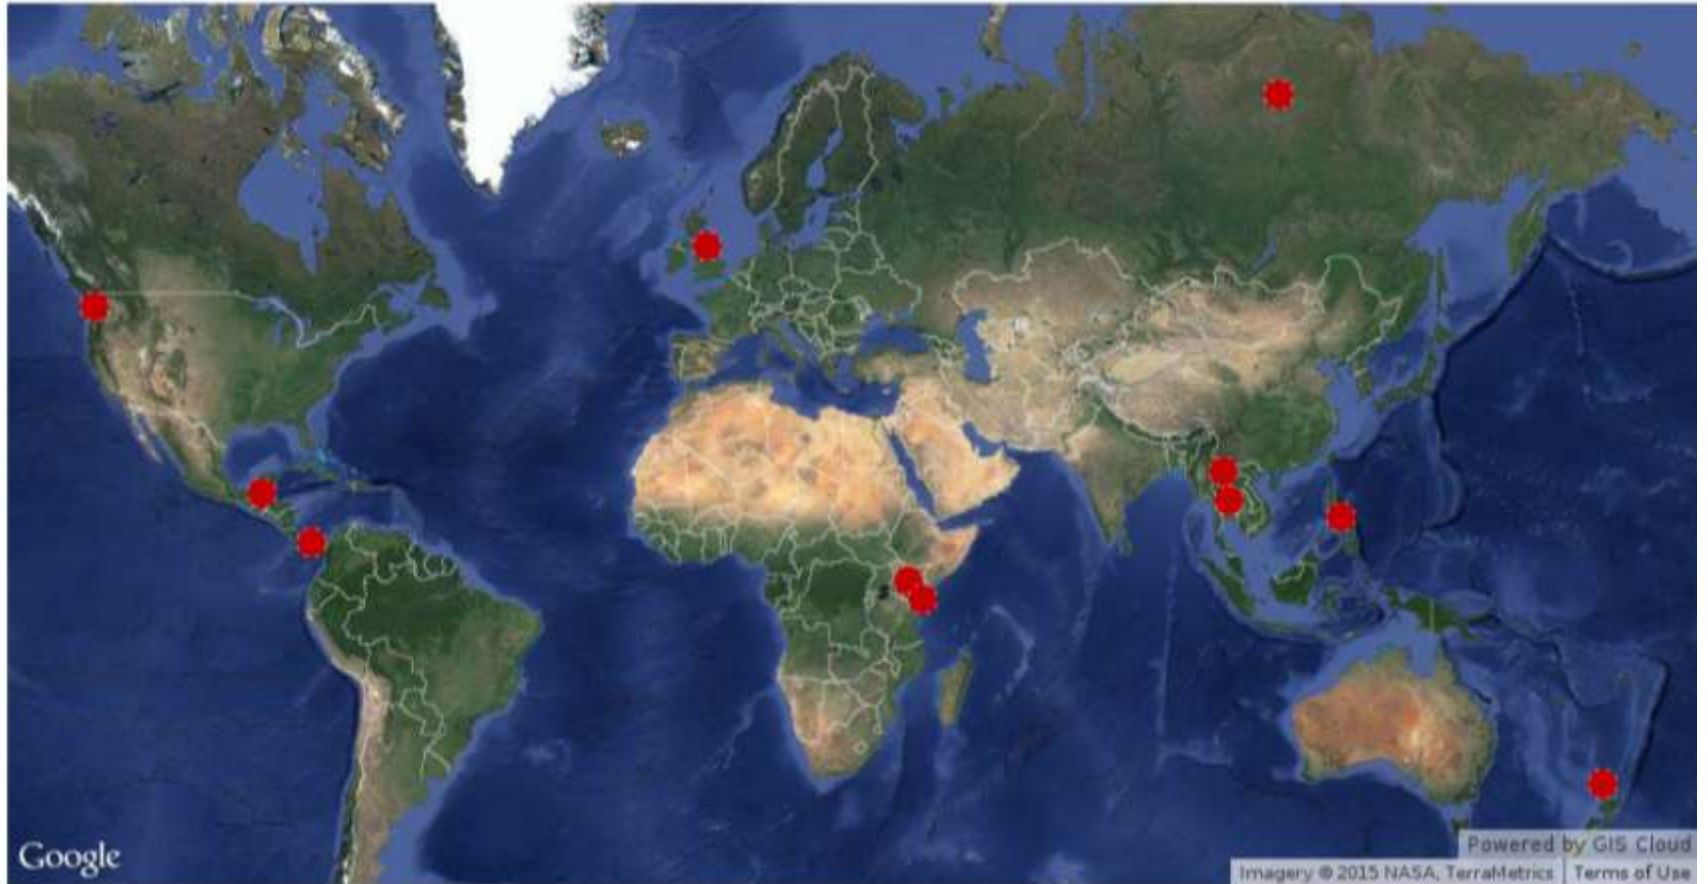 Google
Powered by GIS Cloud
Imagery © 2015 NASA, TerraMetrics
Terms of Use